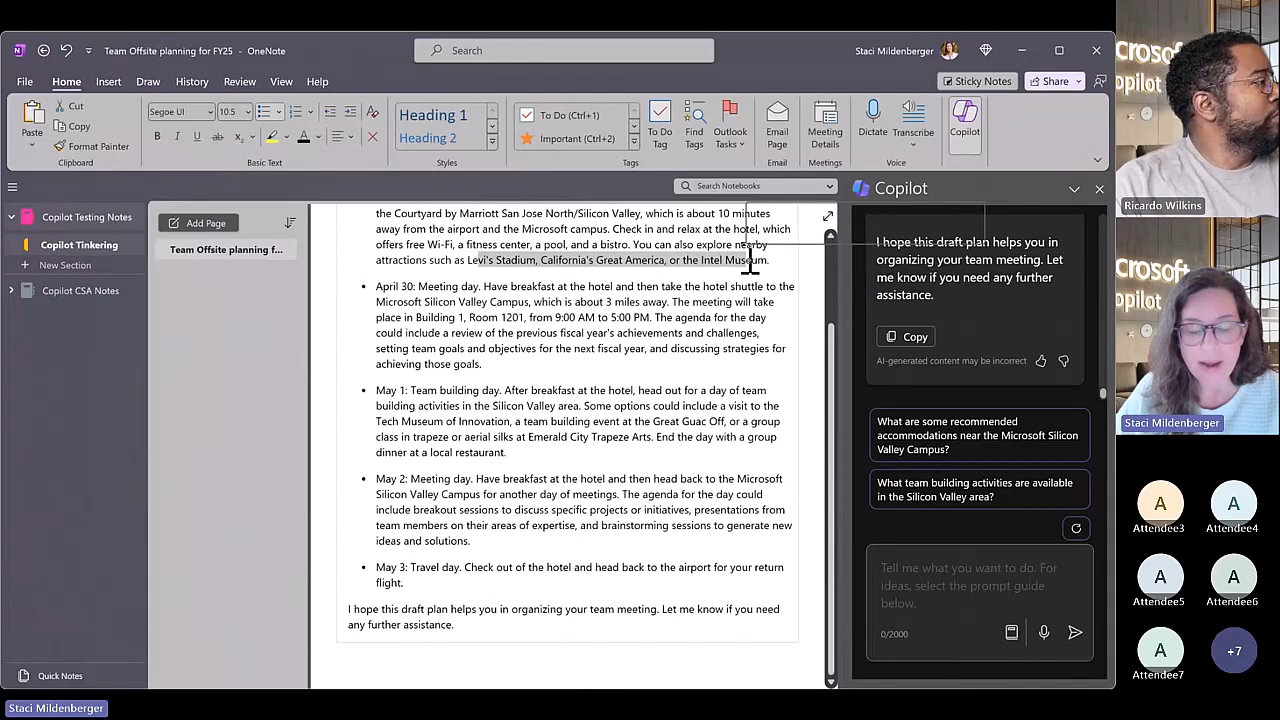 Team Offsite planning for FY25 - OneNote
Search
Staci Mildenberger
File Home Insert Draw History Review View Help
Sticky Notes
Share
Paste
Cut
Copy
Format Painter
Clipboard
Segoe UI 10.5
B I U ab x₂ A
Basic Text
Heading 1
Heading 2
Styles
To Do (Ctrl+1)
Important (Ctrl+2)
To Do Tag
Find Tags
Outlook Tasks
Tags
Email Page
Email
Meeting Details
Meetings
Dictate
Transcribe
Voice
Copilot
Search Notebooks
Copilot Testing Notes
Copilot Tinkering
New Section
Copilot CSA Notes
Quick Notes
Add Page
Team Offsite planning f...
the Courtyard by Marriott San Jose North/Silicon Valley, which is about 10 minutes
away from the airport and the Microsoft campus. Check in and relax at the hotel, which
offers free Wi-Fi, a fitness center, a pool, and a bistro. You can also explore nearby
attractions such as Levi's Stadium, California's Great America, or the Intel Museum.
• April 30: Meeting day. Have breakfast at the hotel and then take the hotel shuttle to the
Microsoft Silicon Valley Campus, which is about 3 miles away. The meeting will take
place in Building 1, Room 1201, from 9:00 AM to 5:00 PM. The agenda for the day
could include a review of the previous fiscal year's achievements and challenges,
setting team goals and objectives for the next fiscal year, and discussing strategies for
achieving those goals.
• May 1: Team building day. After breakfast at the hotel, head out for a day of team
building activities in the Silicon Valley area. Some options could include a visit to the
Tech Museum of Innovation, a team building event at the Great Guac Off, or a group
class in trapeze or aerial silks at Emerald City Trapeze Arts. End the day with a group
dinner at a local restaurant.
• May 2: Meeting day. Have breakfast at the hotel and then head back to the Microsoft
Silicon Valley Campus for another day of meetings. The agenda for the day could
include breakout sessions to discuss specific projects or initiatives, presentations from
team members on their areas of expertise, and brainstorming sessions to generate new
ideas and solutions.
• May 3: Travel day. Check out of the hotel and head back to the airport for your return
flight.
I hope this draft plan helps you in organizing your team meeting. Let me know if you need
any further assistance.
Copilot
I hope this draft plan helps you in
organizing your team meeting. Let
me know if you need any further
assistance.
Copy
AI-generated content may be incorrect
What are some recommended
accommodations near the Microsoft Silicon
Valley Campus?
What team building activities are available
in the Silicon Valley area?
Tell me what you want to do. For
ideas, select the prompt guide
below.
0/2000
crosoft
opilot
Ricardo Wilkins
crosoft
opilot
Staci Mildenberger
A A
Attendee3 Attendee4
A A
Attendee5 Attendee6
A +7
Attendee7
Staci Mildenberger